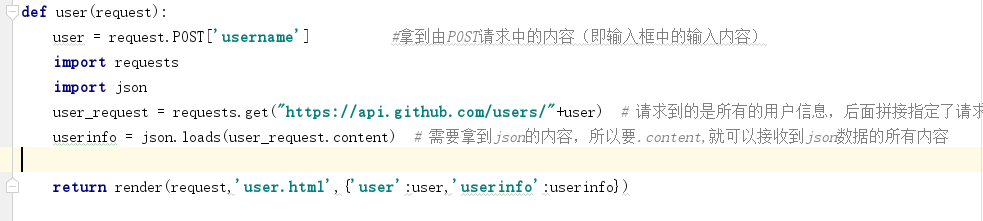 def user(request):
    user = request.POST['username']          #拿到由POST请求中的内容（即输入框中的输入内容）
    import requests
    import json
    user_request = requests.get("https://api.github.com/users/"+user)  # 请求到的是所有的用户信息，后面拼接指定了请求
    userinfo = json.loads(user_request.content)  # 需要拿到json的内容，所以要.content,就可以接收到json数据的所有内容
    return render(request,'user.html',{'user':user,'userinfo':userinfo})